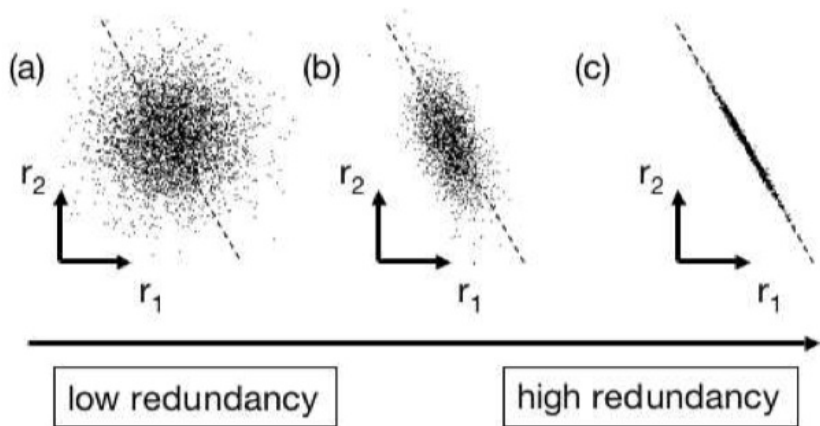 (a)
(b)
(c)
r₂
r₂
r₂
r₁
r₁
r₁
low redundancy
high redundancy